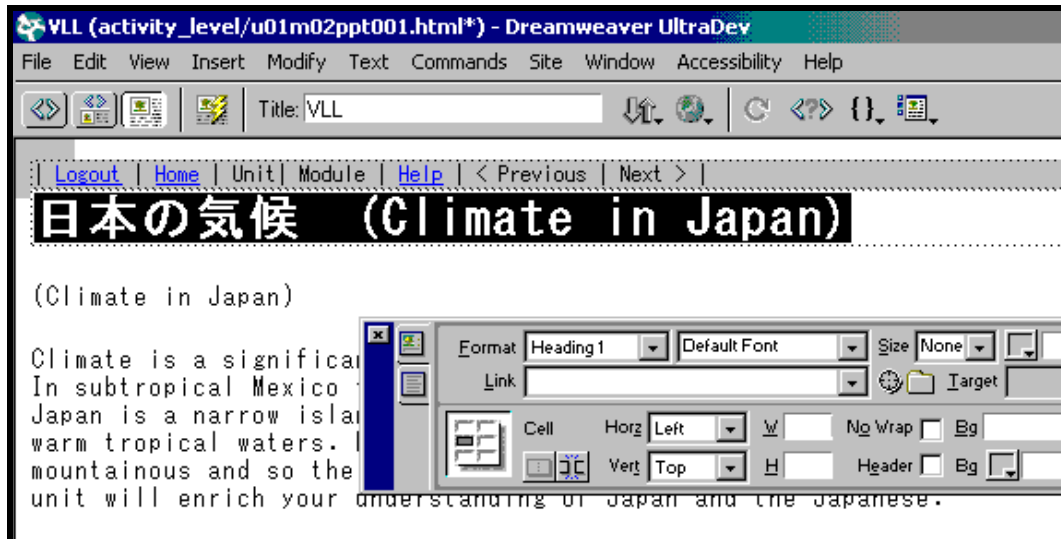 VLL (activity_level/u01m02ppt001.html*) - Dreamweaver UltraDev
File Edit View Insert Modify Text Commands Site Window Accessibility Help
Title: VLL
| Logout | Home | Unit| Module | Help | < Previous | Next > |
日本の気候 (Climate in Japan)
(Climate in Japan)
Climate is a significa
In subtropical Mexico
Japan is a narrow isla
warm tropical waters.
mountainous and so the
unit will enrich your understanding of Japan and the Japanese.
Format Heading 1 Default Font Size None
Link Target
Cell Horz Left W No Wrap Bg
Vert Top H Header Bg